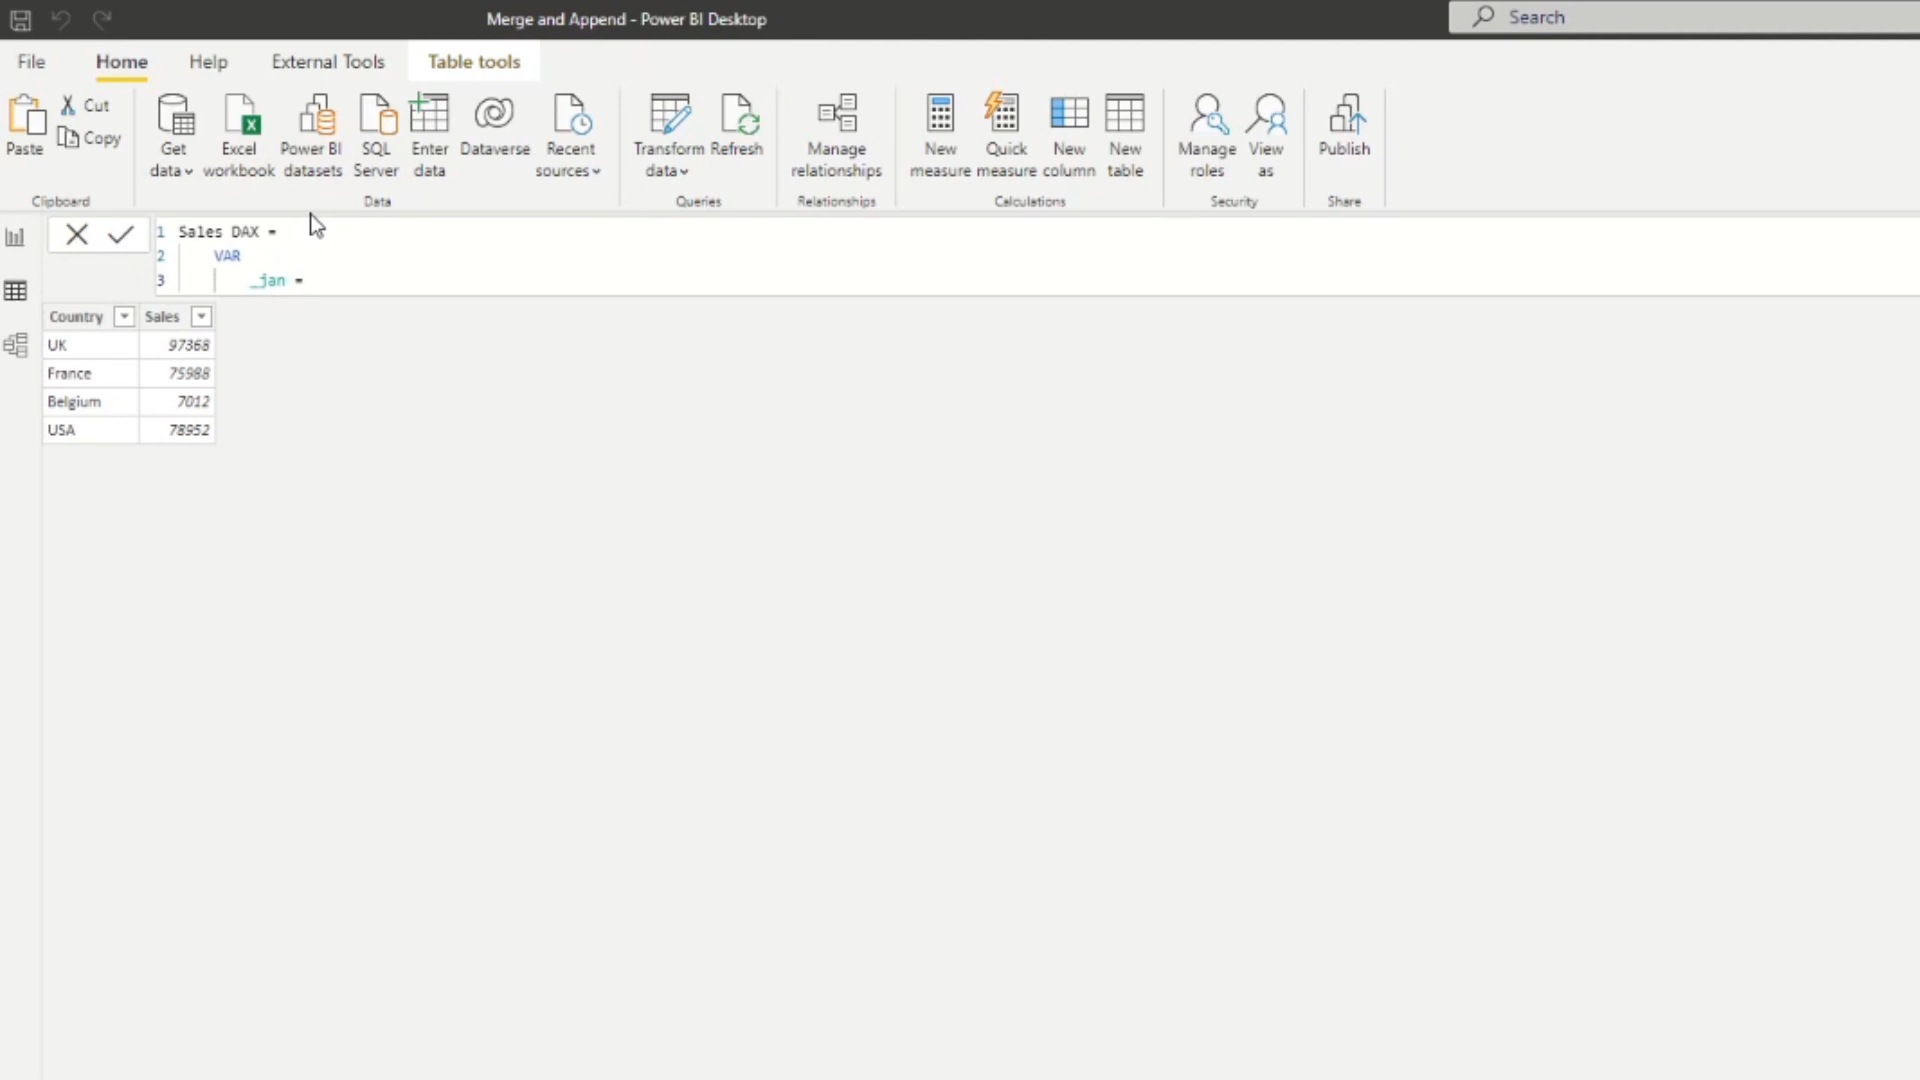 Merge and Append - Power BI Desktop
Search
File Home Help External Tools Table tools
Paste
Cut
Copy
Get data
Excel workbook
Power BI datasets
SQL Server
Enter data
Dataverse
Recent sources
Transform data
Refresh
Manage relationships
New measure
Quick measure
New column
New table
Manage roles
View as
Publish
Clipboard Data Queries Relationships Calculations Security Share
1 Sales DAX =
2 VAR
3 _jan =
Country Sales
UK 97368
France 75988
Belgium 7012
USA 78952